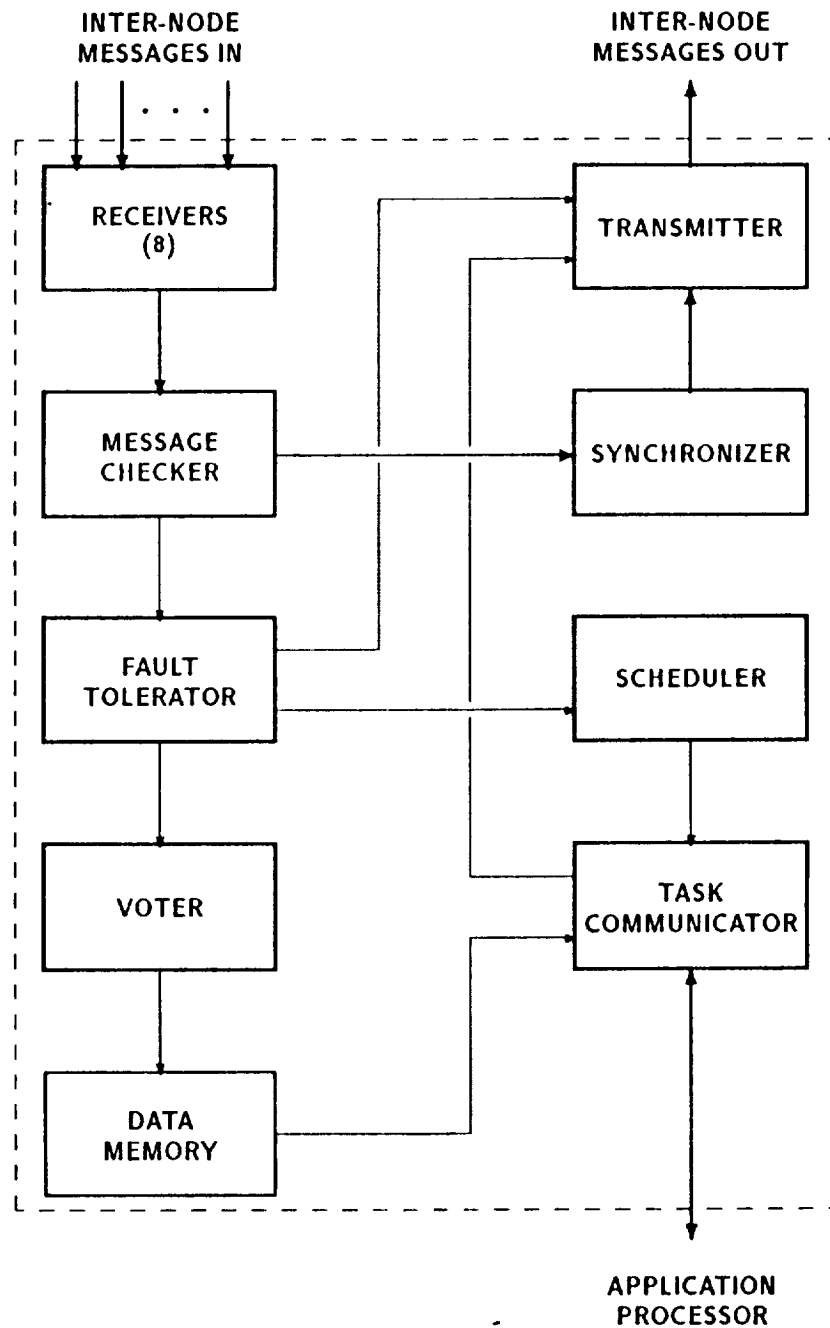 INTER-NODE
MESSAGES IN
INTER-NODE
MESSAGES OUT
RECEIVERS
(8)
TRANSMITTER
MESSAGE
CHECKER
SYNCHRONIZER
FAULT
TOLERATOR
SCHEDULER
VOTER
TASK
COMMUNICATOR
DATA
MEMORY
APPLICATION
PROCESSOR